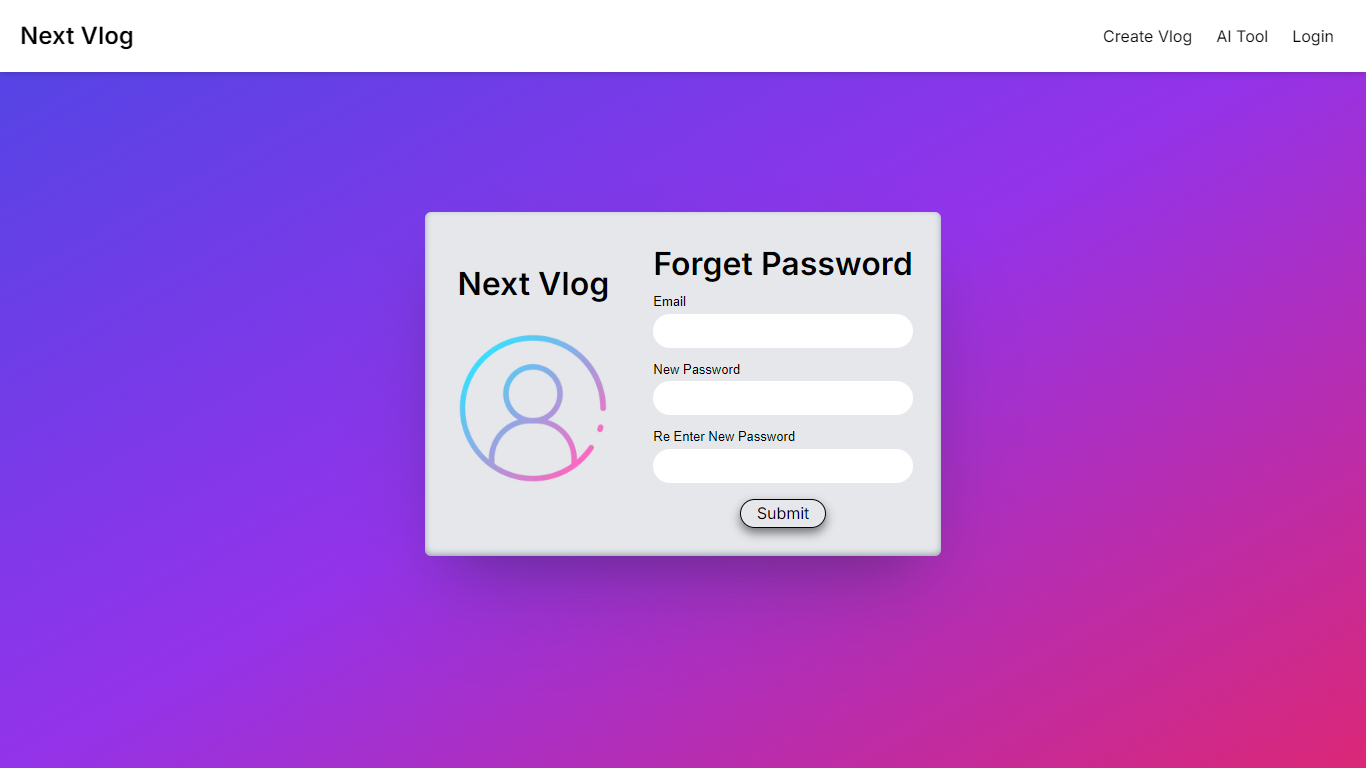 Next Vlog
Create Vlog AI Tool Login
Next Vlog
Forget Password
Email
New Password
Re Enter New Password
Submit